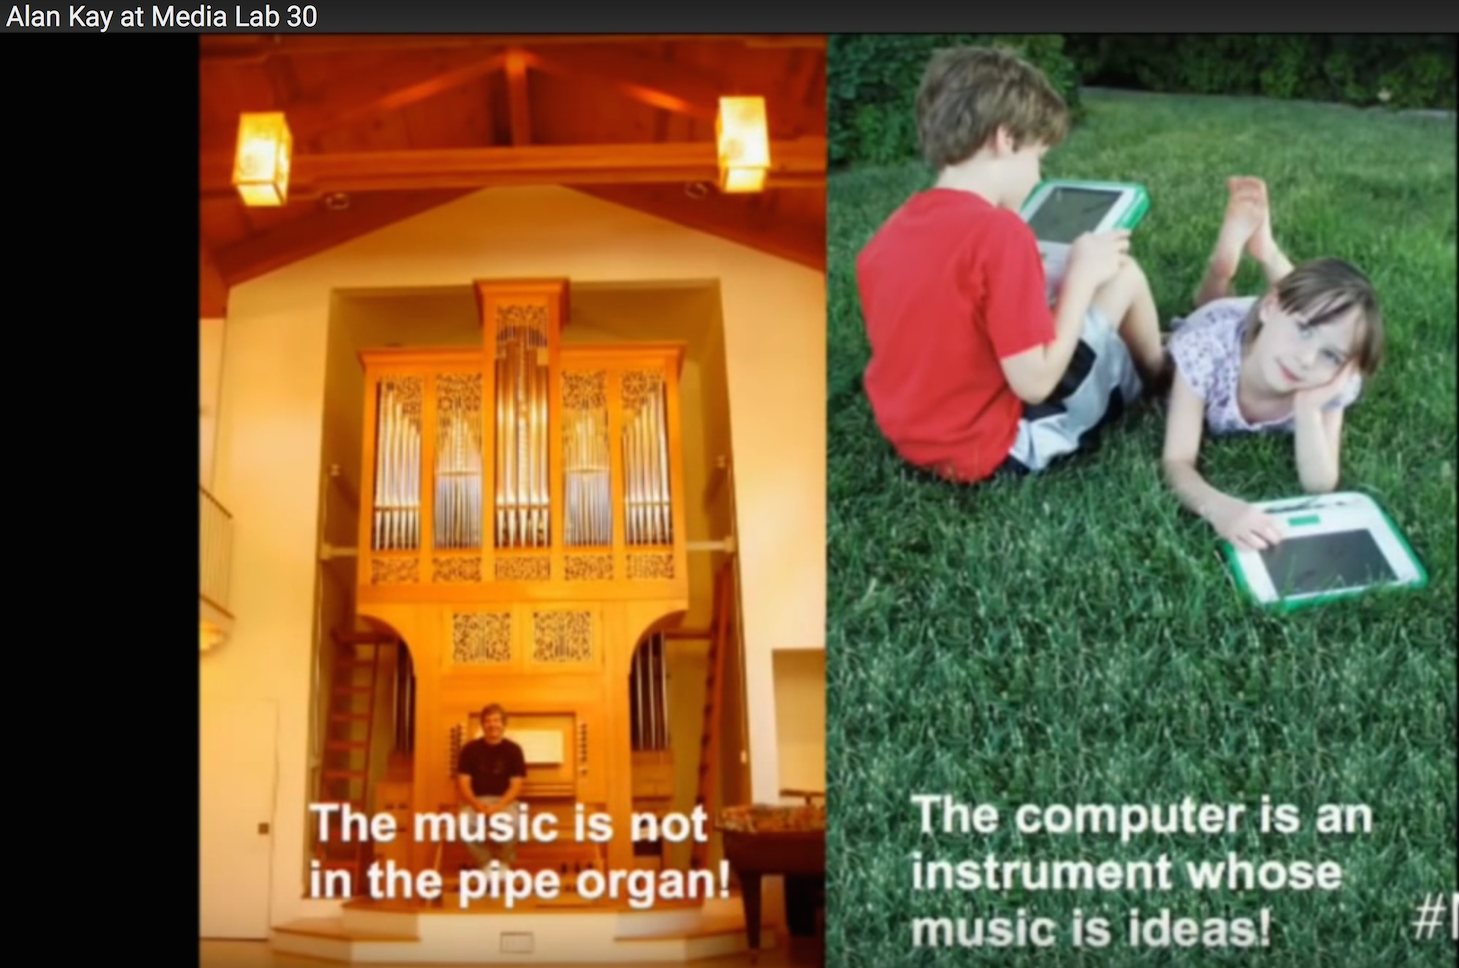 Alan Kay at Media Lab 30
The music is not
in the pipe organ!
The computer is an
instrument whose
music is ideas!